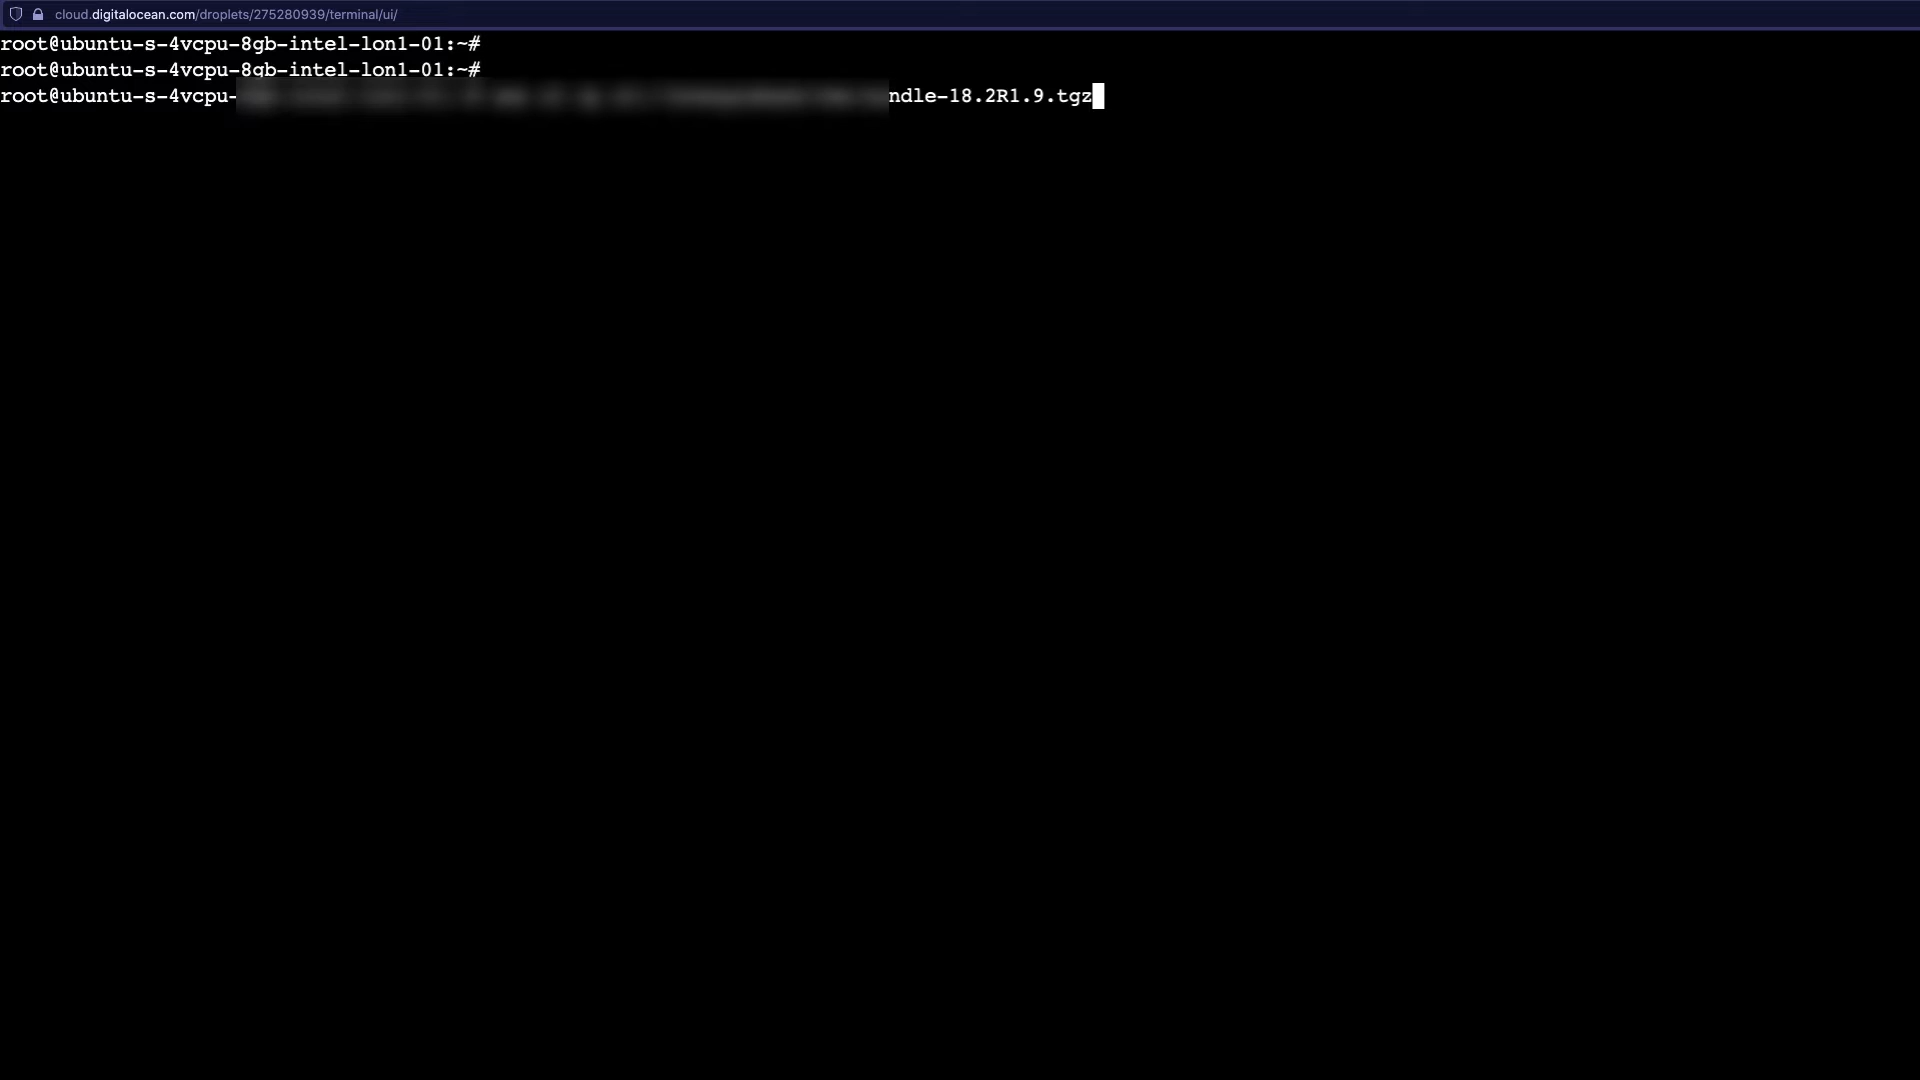 cloud.digitalocean.com/droplets/275280939/terminal/ui/
root@ubuntu-s-4vcpu-8gb-intel-lon1-01:~#
root@ubuntu-s-4vcpu-8gb-intel-lon1-01:~#
root@ubuntu-s-4vcpu- ndle-18.2R1.9.tgz